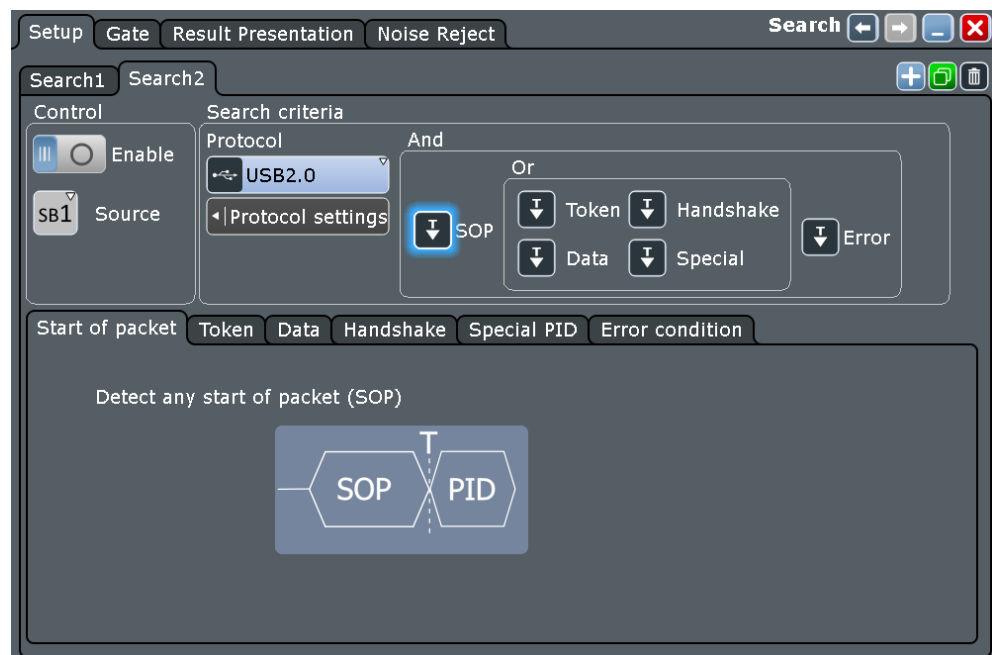 Setup Gate Result Presentation Noise Reject Search
Search1 Search2
Control Search criteria
Protocol And
Enable USB2.0 Or
SB1 Source Protocol settings T SOP T Token T Handshake T Error
T Data T Special
Start of packet Token Data Handshake Special PID Error condition
Detect any start of packet (SOP)
T
SOP PID